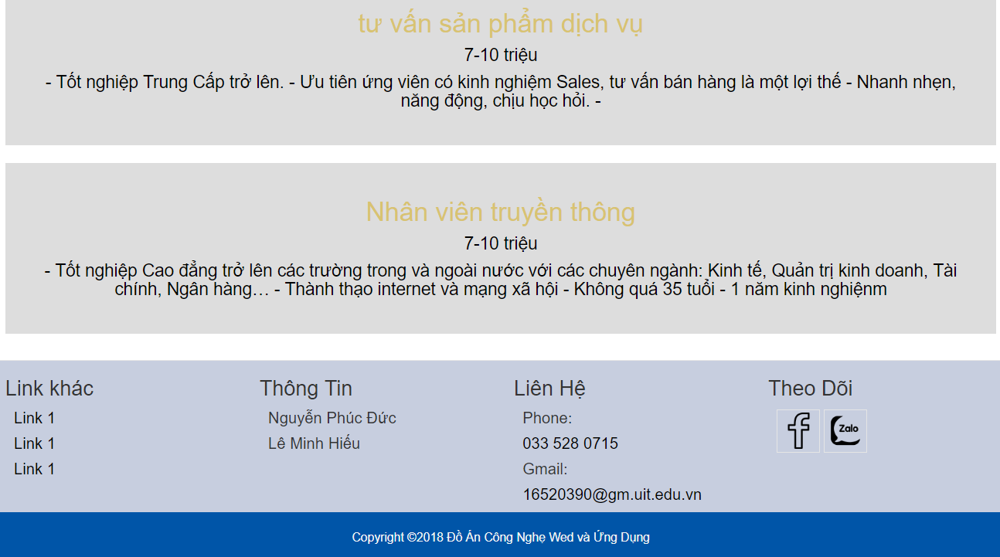 tư vấn sản phẩm dịch vụ
7-10 triệu
- Tốt nghiệp Trung Cấp trở lên. - Ưu tiên ứng viên có kinh nghiệm Sales, tư vấn bán hàng là một lợi thế - Nhanh nhẹn,
năng động, chịu học hỏi. -
Nhân viên truyền thông
7-10 triệu
- Tốt nghiệp Cao đẳng trở lên các trường trong và ngoài nước với các chuyên ngành: Kinh tế, Quản trị kinh doanh, Tài
chính, Ngân hàng… - Thành thạo internet và mạng xã hội - Không quá 35 tuổi - 1 năm kinh nghiệnm
Link khác
Link 1
Link 1
Link 1
Thông Tin
Nguyễn Phúc Đức
Lê Minh Hiếu
Liên Hệ
Phone:
033 528 0715
Gmail:
16520390@gm.uit.edu.vn
Theo Dõi
Zalo
Copyright ©2018 Đồ Án Công Nghẹ Wed và Ứng Dụng